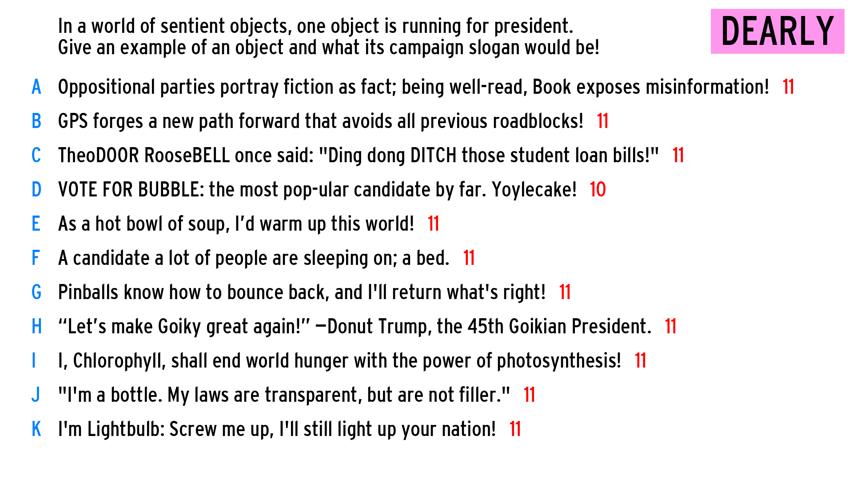 In a world of sentient objects, one object is running for president.
Give an example of an object and what its campaign slogan would be!
DEARLY
A Oppositional parties portray fiction as fact; being well-read, Book exposes misinformation! 11
B GPS forges a new path forward that avoids all previous roadblocks! 11
C TheoDOOR RooseBELL once said: "Ding dong DITCH those student loan bills!" 11
D VOTE FOR BUBBLE: the most pop-ular candidate by far. Yoylecake! 10
E As a hot bowl of soup, I’d warm up this world! 11
F A candidate a lot of people are sleeping on; a bed. 11
G Pinballs know how to bounce back, and I'll return what's right! 11
H “Let’s make Goiky great again!” —Donut Trump, the 45th Goikian President. 11
I I, Chlorophyll, shall end world hunger with the power of photosynthesis! 11
J "I'm a bottle. My laws are transparent, but are not filler." 11
K I'm Lightbulb: Screw me up, I'll still light up your nation! 11